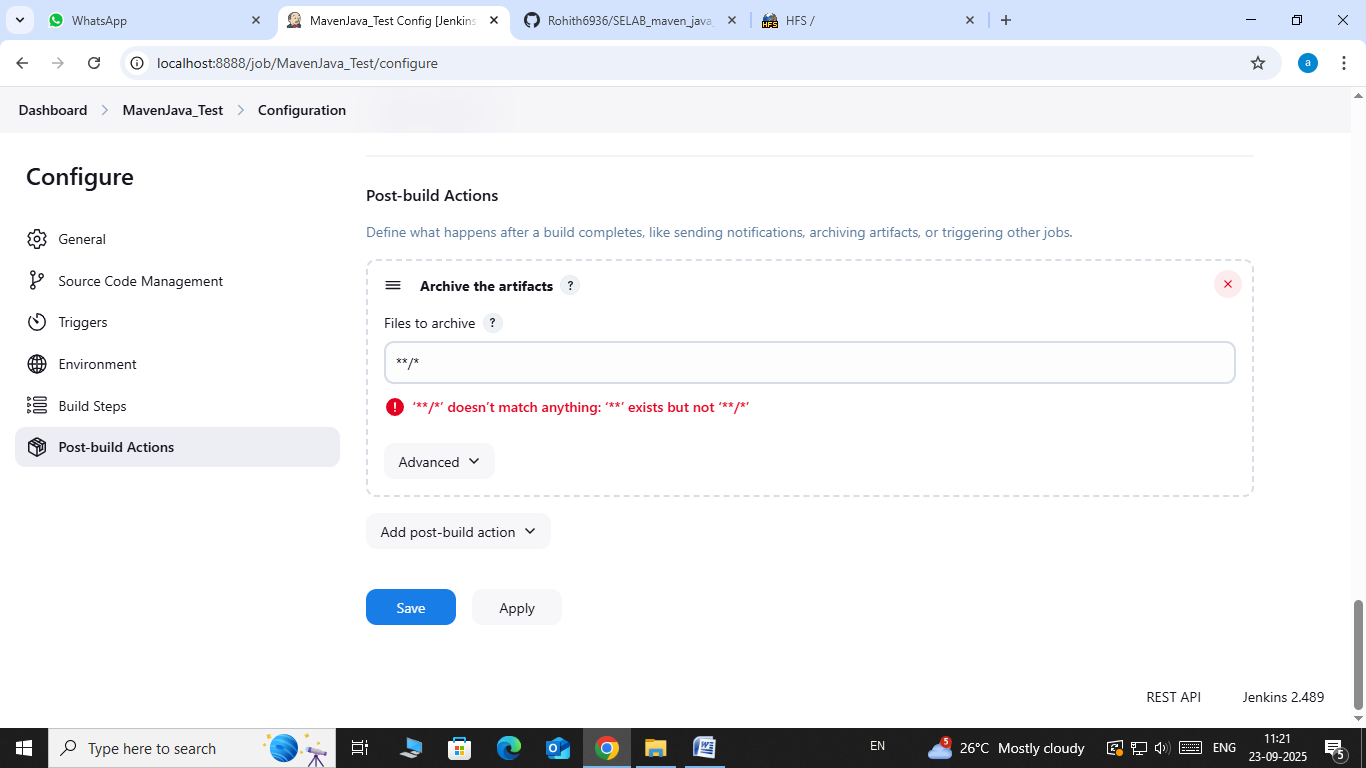 WhatsApp
MavenJava_Test Config [Jenkins
Rohith6936/SELAB_maven_java_
HFS /
localhost:8888/job/MavenJava_Test/configure
a
Dashboard
MavenJava_Test
Configuration
Configure
General
Source Code Management
Triggers
Environment
Build Steps
Post-build Actions
Post-build Actions
Define what happens after a build completes, like sending notifications, archiving artifacts, or triggering other jobs.
Archive the artifacts ?
Files to archive ?
**/*
‘**/*’ doesn’t match anything: ‘**’ exists but not ‘**/*’
Advanced
Add post-build action
Save
Apply
REST API
Jenkins 2.489
Type here to search
EN
5
26°C Mostly cloudy
ENG
11:21
23-09-2025
5